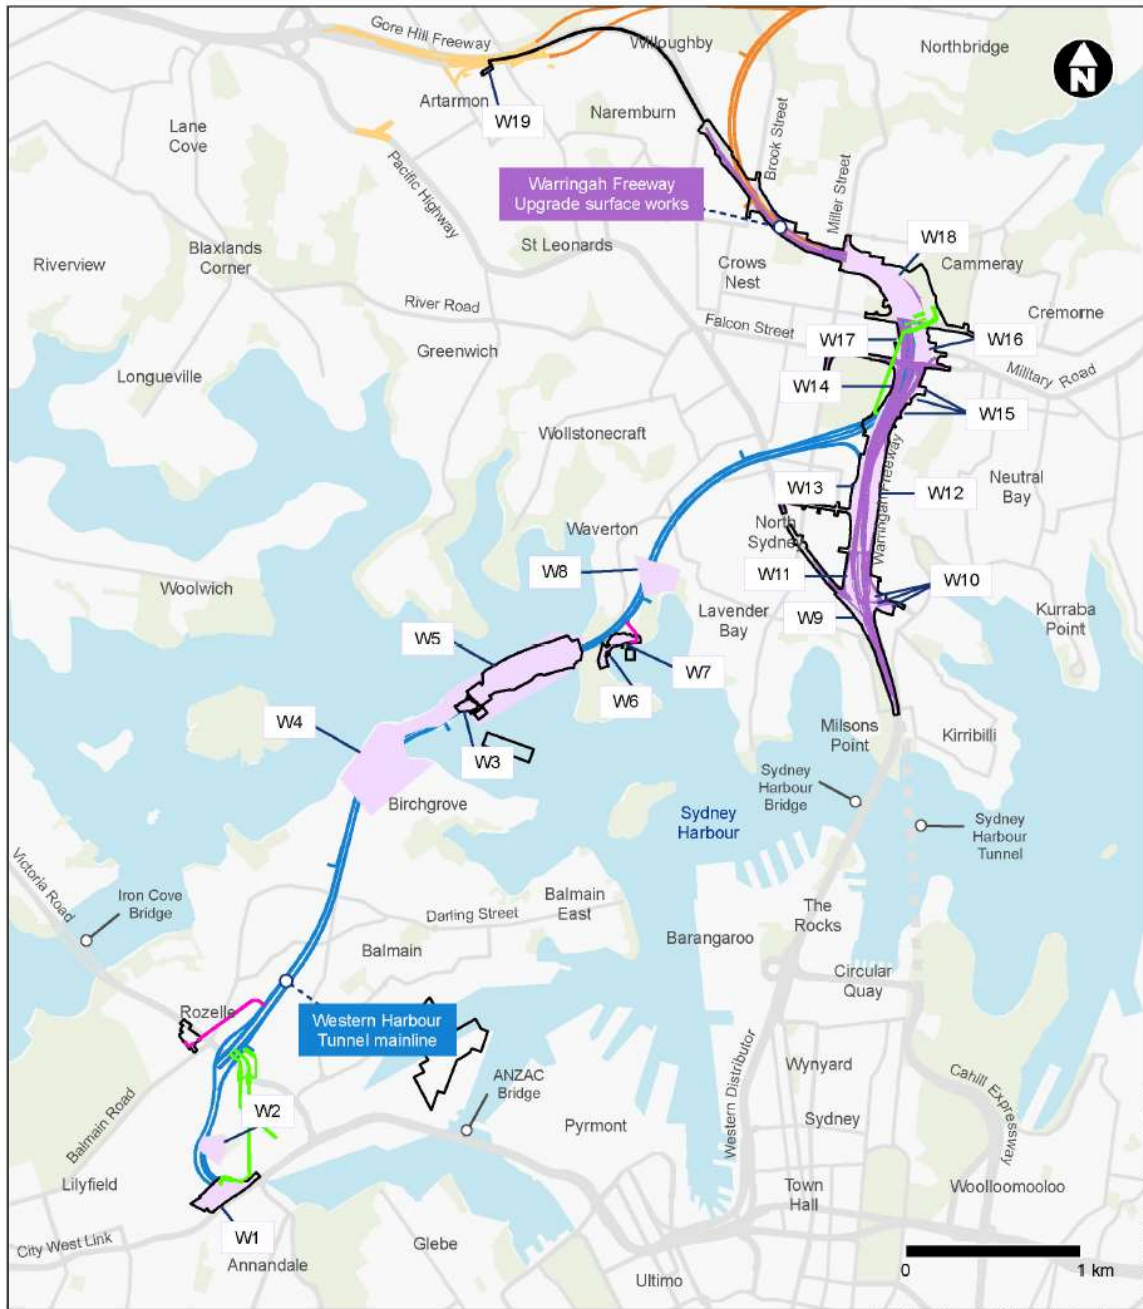 Gore Hill Freeway
Willoughby
Northbridge
N
Artarmon
W19
Naremburn
Lane
Cove
Brook Street
Pacific Highway
Miller Street
Warringah Freeway
Upgrade surface works
St Leonards
W18
Riverview
Blaxlands
Corner
Crows
Nest
Cammeray
River Road
Cremorne
Falcon Street
W17
W16
Greenwich
Military Road
Longueville
W14
W15
Wollstonecraft
Warringah Freeway
W13
W12
Neutral
Bay
Waverton
North
Sydney
W8
W11
W10
Woolwich
Lavender
Bay
W9
Kurraba
Point
W5
W7
W6
W4
Milsons
Point
Kirribilli
W3
Sydney
Harbour
Bridge
Birchgrove
Sydney
Harbour
Sydney
Harbour
Tunnel
Victoria Road
Iron Cove
Bridge
Balmain
East
Darling Street
The
Rocks
Barangaroo
Balmain
Circular
Quay
Rozelle
Western Harbour
Tunnel mainline
Wynyard
ANZAC
Bridge
Western Distributor
Cahill Expressway
W2
Pyrmont
Sydney
Balmain Road
Lilyfield
Town
Hall
Woolloomooloo
W1
City West Link
Glebe
Annandale
Ultimo
0
1 km